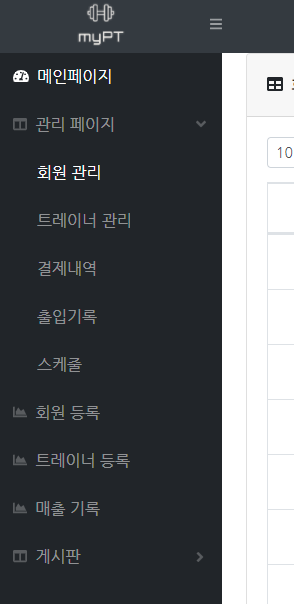 myPT
메인페이지
관리 페이지
회원 관리
10
트레이너 관리
결제내역
출입기록
스케줄
회원 등록
트레이너 등록
매출 기록
게시판